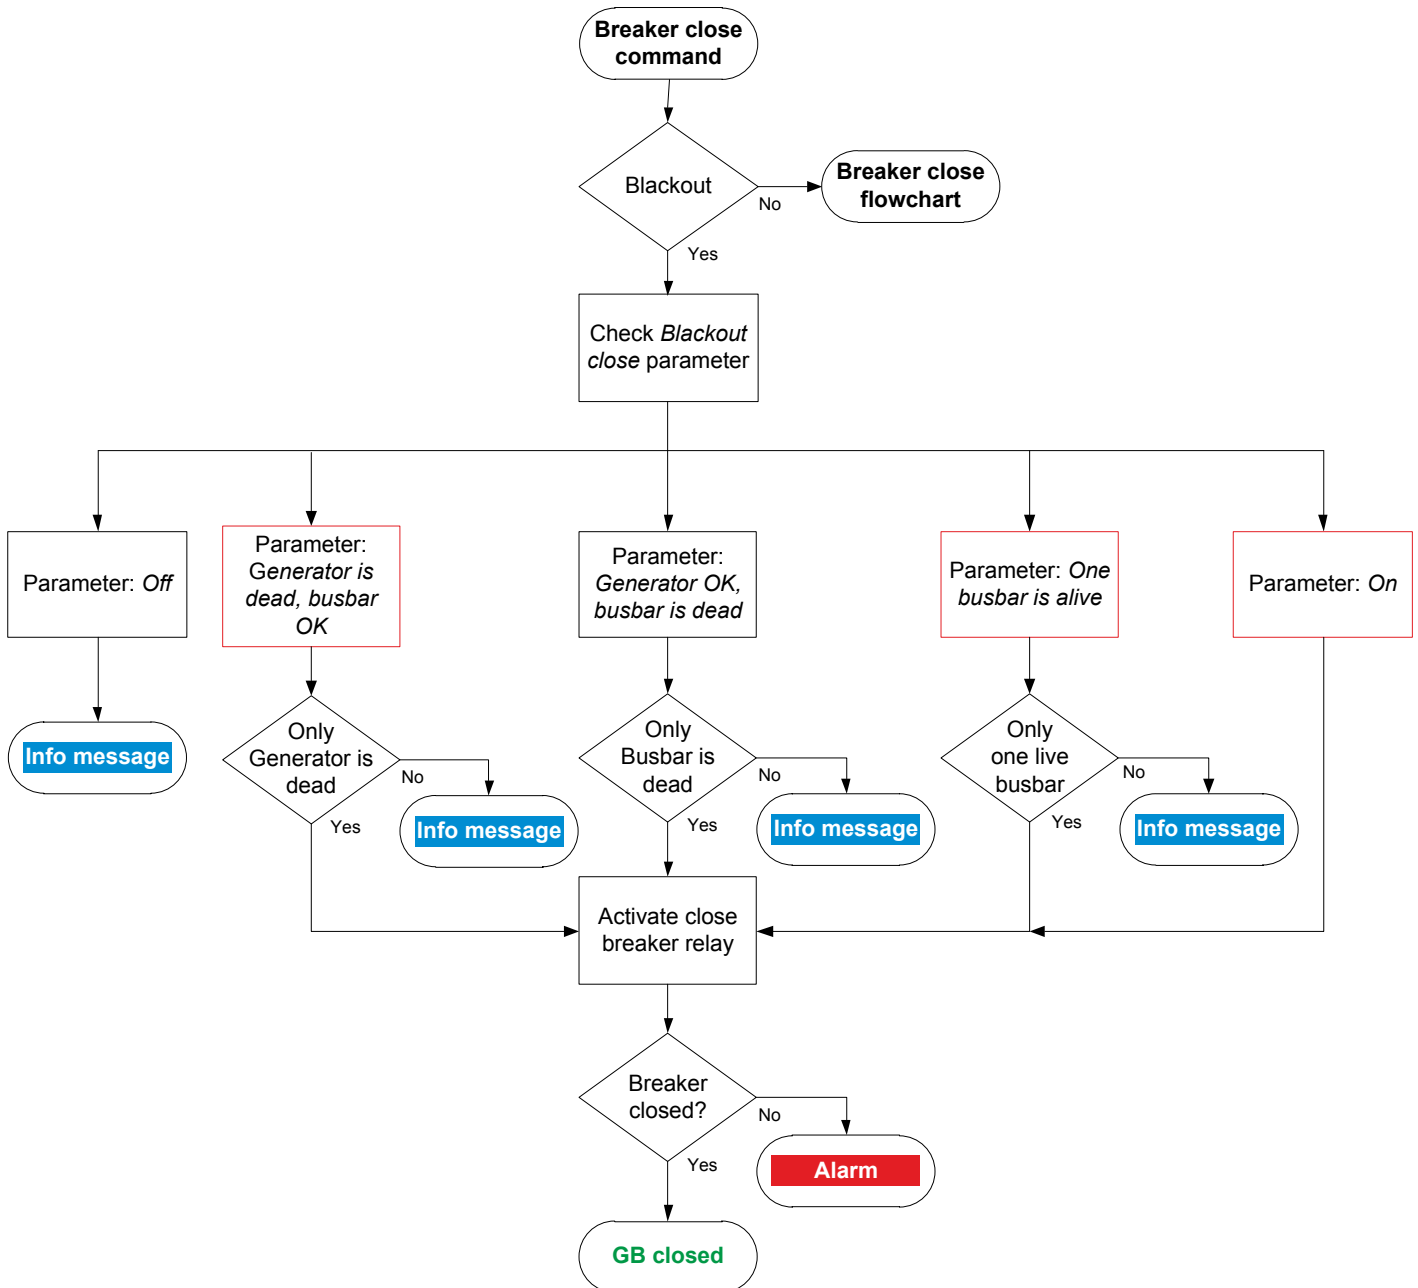 Breaker close
command
Blackout
No
Breaker close
flowchart
Yes
Check Blackout
close parameter
Parameter: Off
Parameter:
Generator is
dead, busbar
OK
Parameter:
Generator OK,
busbar is dead
Parameter: One
busbar is alive
Parameter: On
Info message
Only
Generator is
dead
No
Yes
Info message
Only
Busbar is
dead
No
Yes
Info message
Only
one live
busbar
No
Yes
Info message
Activate close
breaker relay
Breaker
closed?
No
Yes
Alarm
GB closed